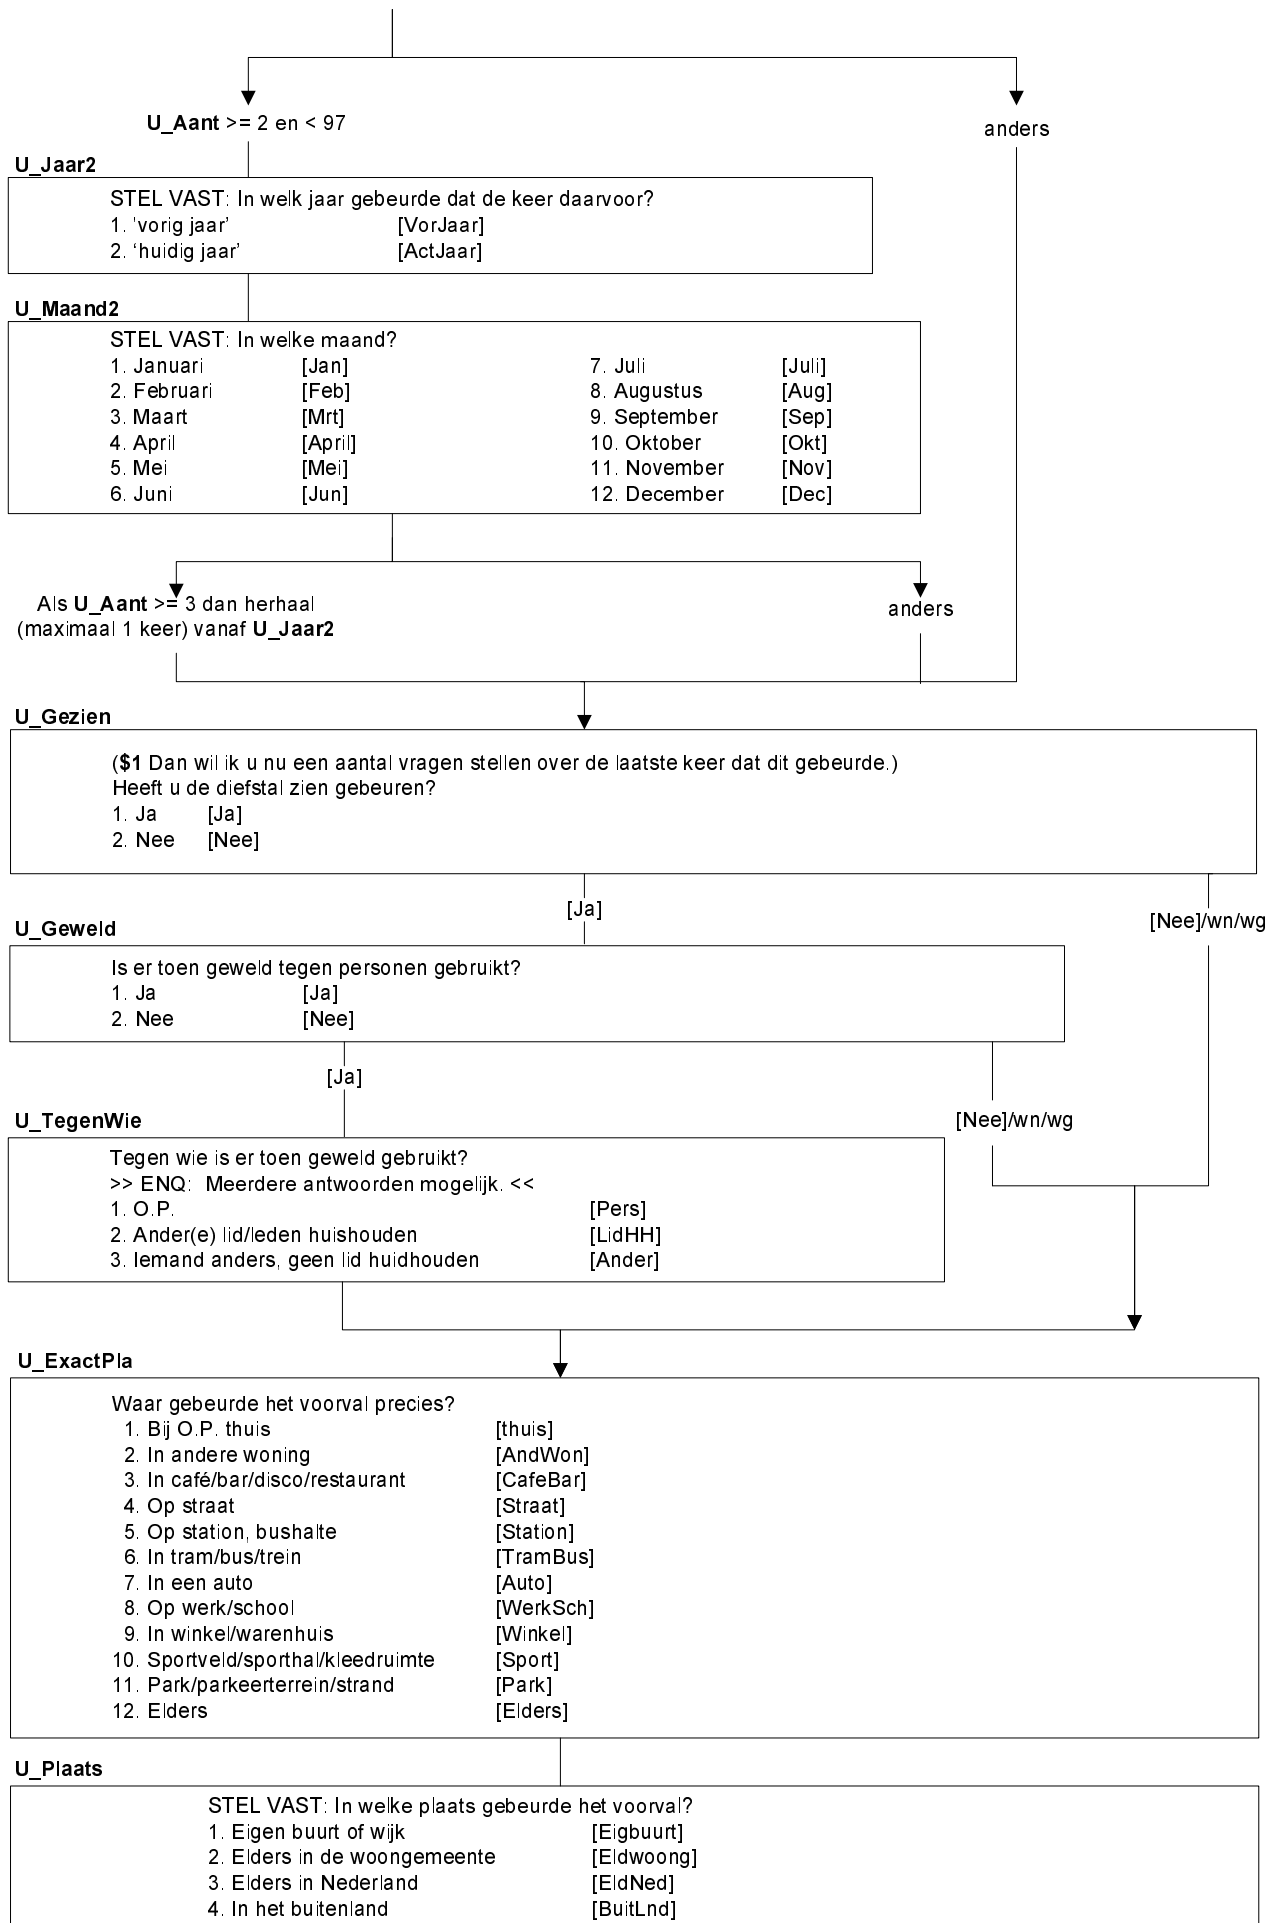 U_Aant >= 2 en < 97
anders
U_Jaar2
STEL VAST: In welk jaar gebeurde dat de keer daarvoor?
1. 'vorig jaar' [VorJaar]
2. ‘huidig jaar’ [ActJaar]
U_Maand2
STEL VAST: In welke maand?
1. Januari [Jan] 7. Juli [Juli]
2. Februari [Feb] 8. Augustus [Aug]
3. Maart [Mrt] 9. September [Sep]
4. April [April] 10. Oktober [Okt]
5. Mei [Mei] 11. November [Nov]
6. Juni [Jun] 12. December [Dec]
Als U_Aant >= 3 dan herhaal
(maximaal 1 keer) vanaf U_Jaar2
anders
U_Gezien
($1 Dan wil ik u nu een aantal vragen stellen over de laatste keer dat dit gebeurde.)
Heeft u de diefstal zien gebeuren?
1. Ja [Ja]
2. Nee [Nee]
[Ja]
[Nee]/wn/wg
U_Geweld
Is er toen geweld tegen personen gebruikt?
1. Ja [Ja]
2. Nee [Nee]
[Ja]
[Nee]/wn/wg
U_TegenWie
Tegen wie is er toen geweld gebruikt?
>> ENQ: Meerdere antwoorden mogelijk. <<
1. O.P. [Pers]
2. Ander(e) lid/leden huishouden [LidHH]
3. Iemand anders, geen lid huidhouden [Ander]
U_ExactPla
Waar gebeurde het voorval precies?
1. Bij O.P. thuis [thuis]
2. In andere woning [AndWon]
3. In café/bar/disco/restaurant [CafeBar]
4. Op straat [Straat]
5. Op station, bushalte [Station]
6. In tram/bus/trein [TramBus]
7. In een auto [Auto]
8. Op werk/school [WerkSch]
9. In winkel/warenhuis [Winkel]
10. Sportveld/sporthal/kleedruimte [Sport]
11. Park/parkeerterrein/strand [Park]
12. Elders [Elders]
U_Plaats
STEL VAST: In welke plaats gebeurde het voorval?
1. Eigen buurt of wijk [Eigbuurt]
2. Elders in de woongemeente [Eldwoong]
3. Elders in Nederland [EldNed]
4. In het buitenland [BuitLnd]